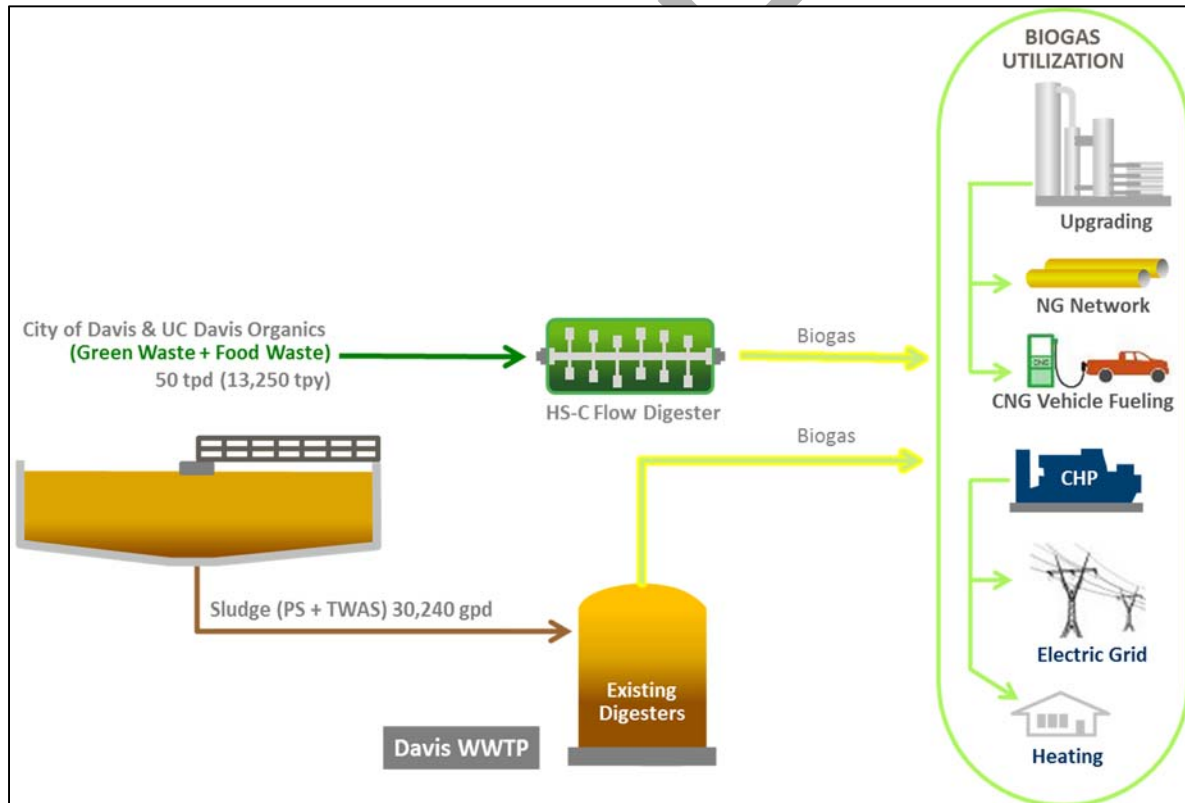 BIOGAS
UTILIZATION
Upgrading
NG Network
CNG
CNG Vehicle Fueling
CHP
Electric Grid
Heating
City of Davis & UC Davis Organics
(Green Waste + Food Waste)
50 tpd (13,250 tpy)
HS-C Flow Digester
Biogas
Biogas
Sludge (PS + TWAS) 30,240 gpd
Existing
Digesters
Davis WWTP